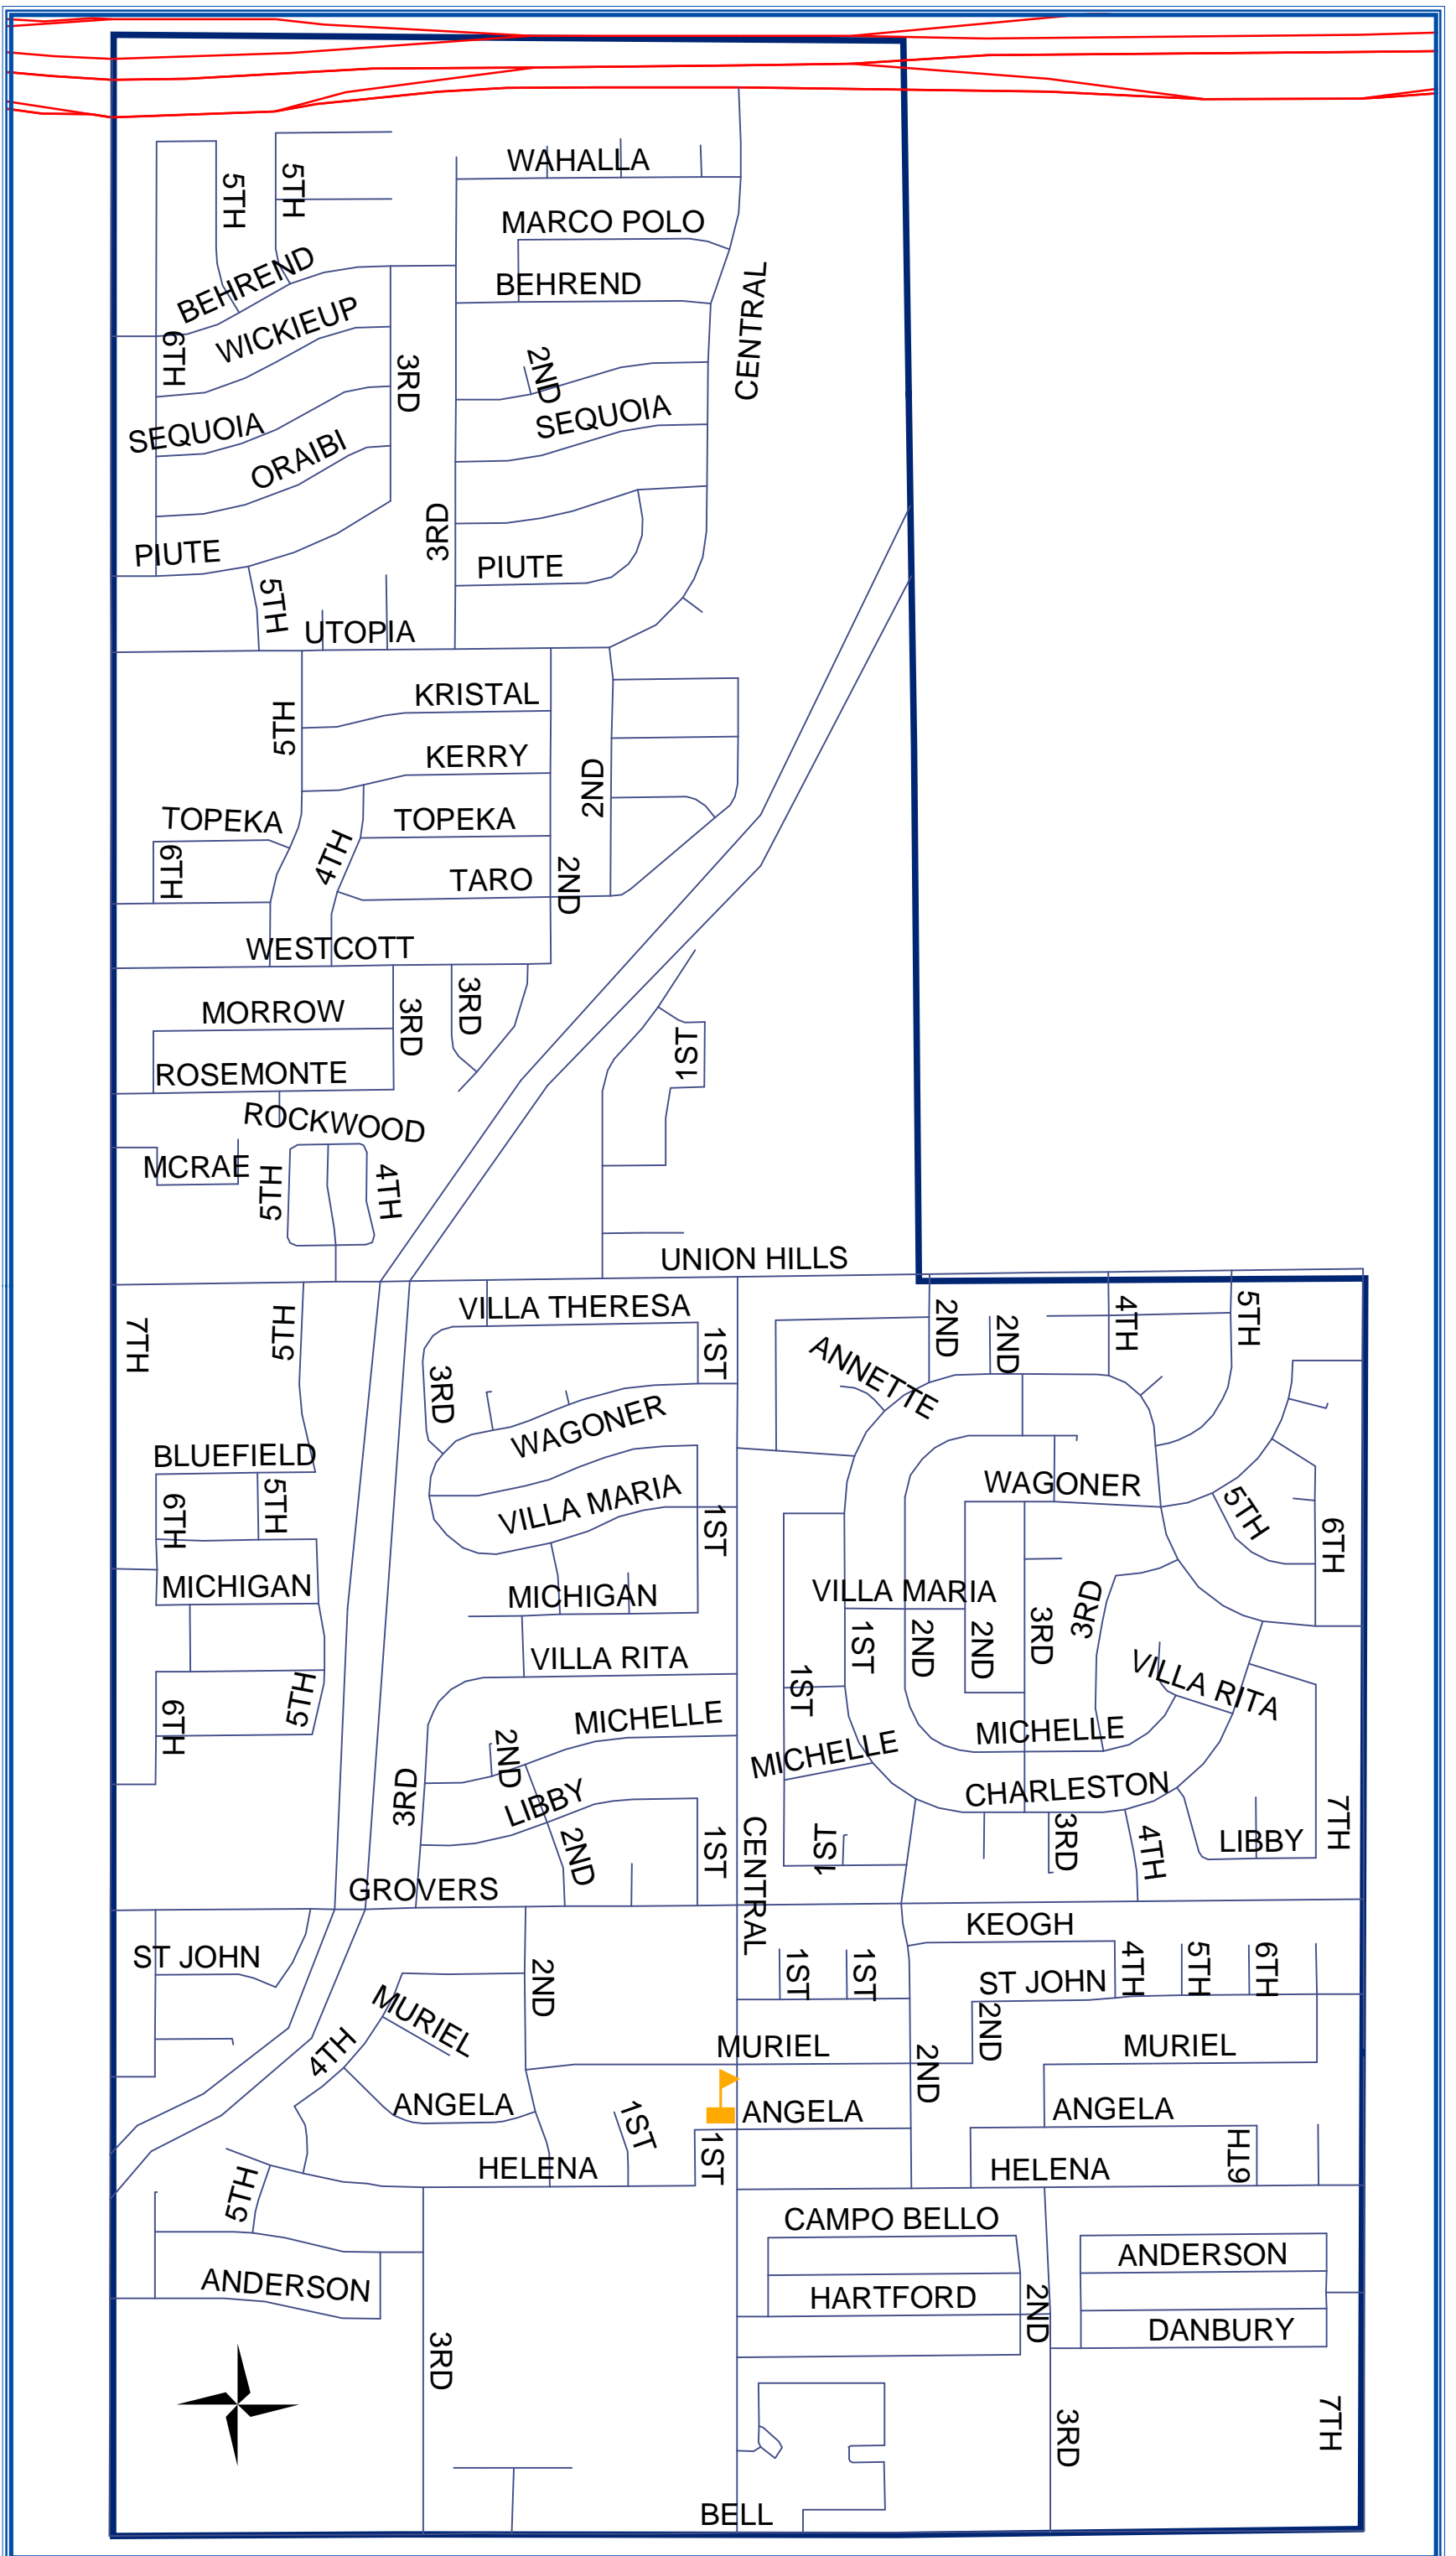 WAHALLA
5TH
5TH
MARCO POLO
BEHREND
BEHREND
CENTRAL
WICKIEUP
6TH
3RD
2ND
SEQUOIA
SEQUOIA
ORAIBI
3RD
PIUTE
PIUTE
5TH
UTOPIA
KRISTAL
5TH
KERRY
2ND
TOPEKA
TOPEKA
4TH
6TH
TARO
2ND
WESTCOTT
MORROW
3RD
3RD
1ST
ROSEMONTE
ROCKWOOD
MCRAE
5TH
4TH
UNION HILLS
VILLA THERESA
7TH
5TH
1ST
2ND
2ND
4TH
5TH
ANNETTE
3RD
WAGONER
BLUEFIELD
WAGONER
VILLA MARIA
6TH
5TH
1ST
5TH
6TH
MICHIGAN
MICHIGAN
VILLA MARIA
3RD
1ST
2ND
2ND
3RD
VILLA RITA
VILLA RITA
5TH
1ST
6TH
MICHELLE
MICHELLE
MICHELLE
2ND
3RD
LIBBY
CHARLESTON
2ND
1ST
CENTRAL
1ST
3RD
4TH
LIBBY
7TH
GROVERS
KEOGH
ST JOHN
2ND
1ST
1ST
ST JOHN
4TH
5TH
6TH
MURIEL
4TH
MURIEL
2ND
2ND
MURIEL
ANGELA
1ST
ANGELA
ANGELA
HELENA
1ST
HELENA
6TH
5TH
CAMPO BELLO
ANDERSON
ANDERSON
HARTFORD
2ND
DANBURY
3RD
3RD
7TH
BELL